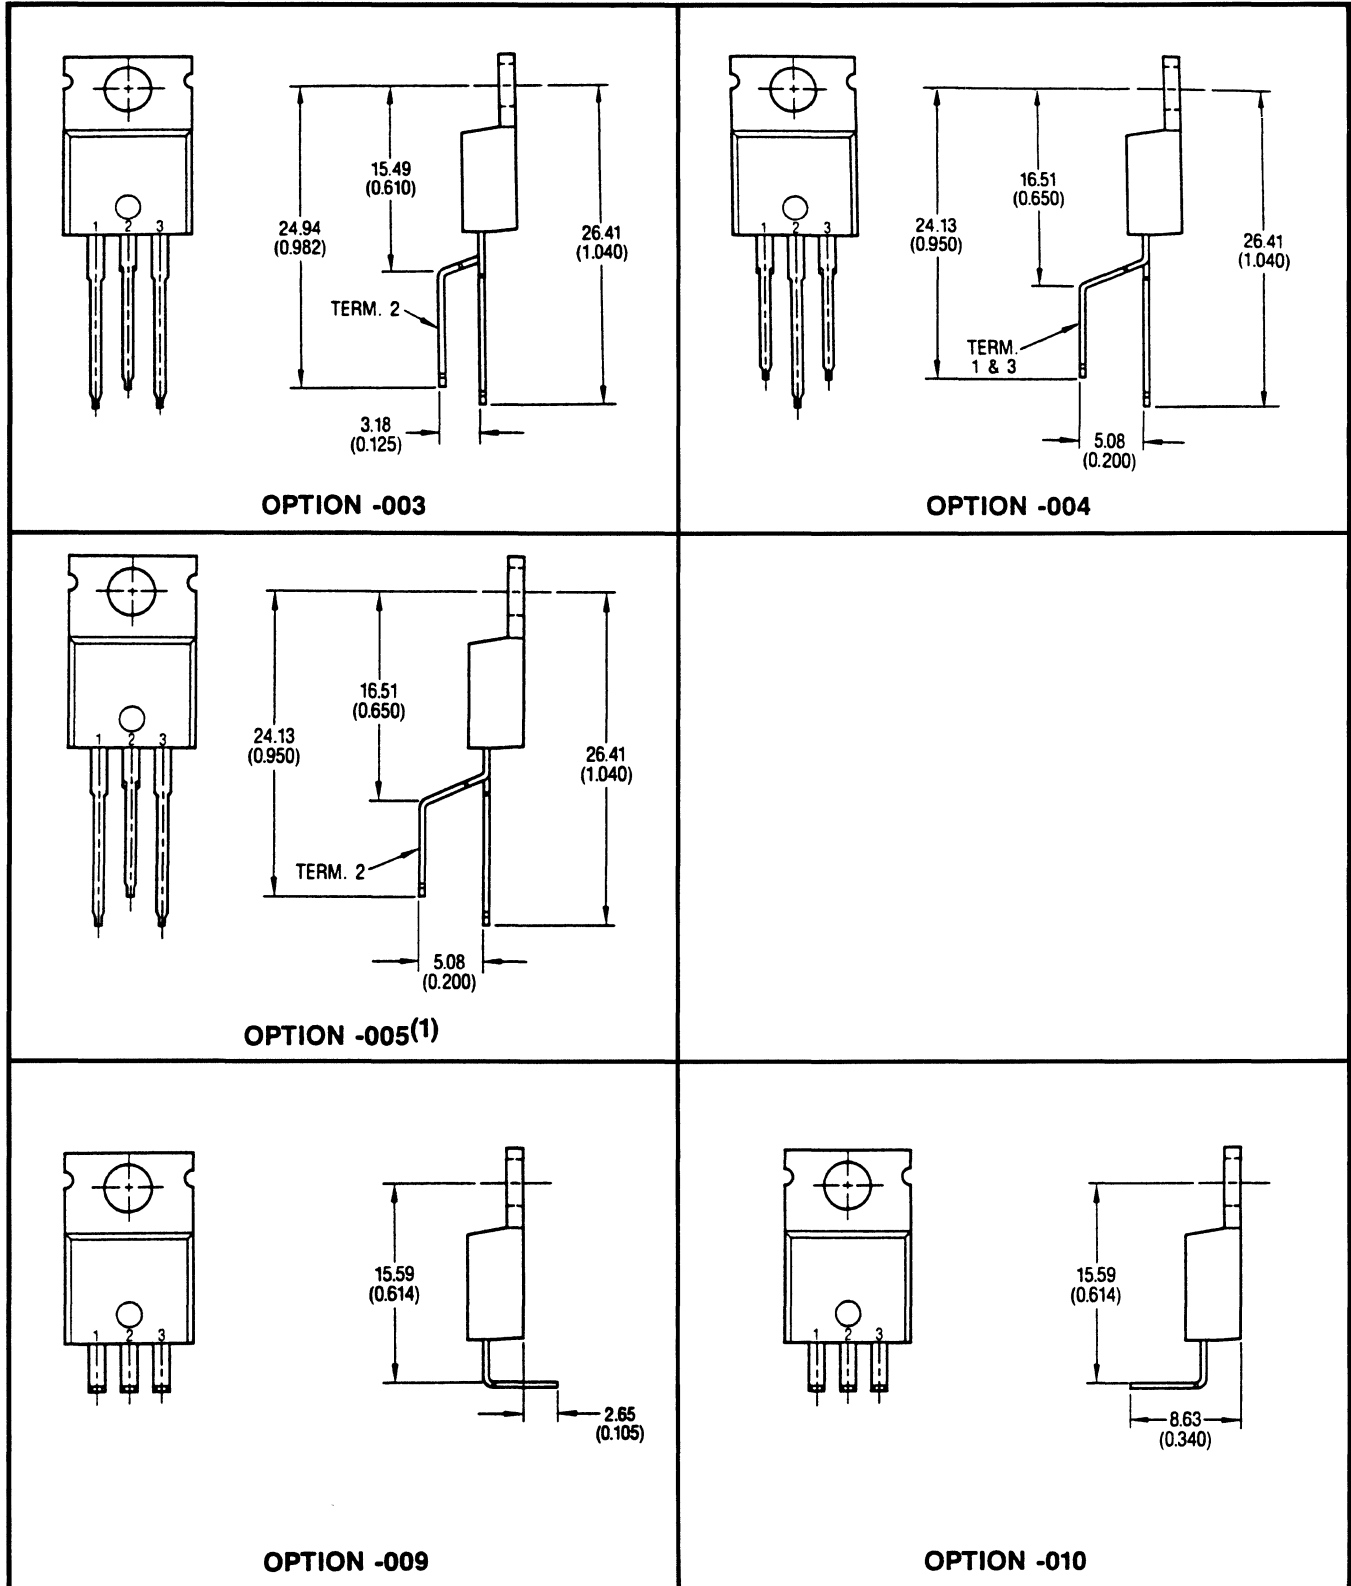 1 2 3
15.49
(0.610)
24.94
(0.982)
26.41
(1.040)
TERM. 2
3.18
(0.125)
OPTION -003
1 2 3
16.51
(0.650)
24.13
(0.950)
26.41
(1.040)
TERM.
1 & 3
5.08
(0.200)
OPTION -004
1 2 3
16.51
(0.650)
24.13
(0.950)
26.41
(1.040)
TERM. 2
5.08
(0.200)
OPTION -005(1)
1 2 3
15.59
(0.614)
2.65
(0.105)
OPTION -009
1 2 3
15.59
(0.614)
8.63
(0.340)
OPTION -010